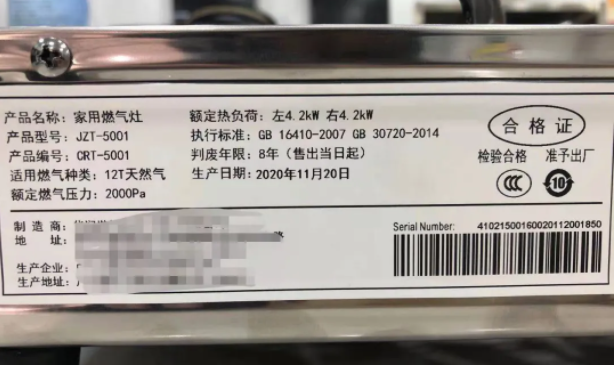 产品名称：家用燃气灶
产品型号：JZT-5001
产品编号：CRT-5001
适用燃气种类：12T天然气
额定燃气压力：2000Pa
额定热负荷：左4.2kW 右4.2kW
执行标准：GB 16410-2007 GB 30720-2014
判废年限：8年（售出当日起）
生产日期：2020年11月20日
合格证
检验合格 准予出厂
CCC 10
制造商：
地址：
生产企业：
生产地址：
Serial Number: 41021500160020112001850